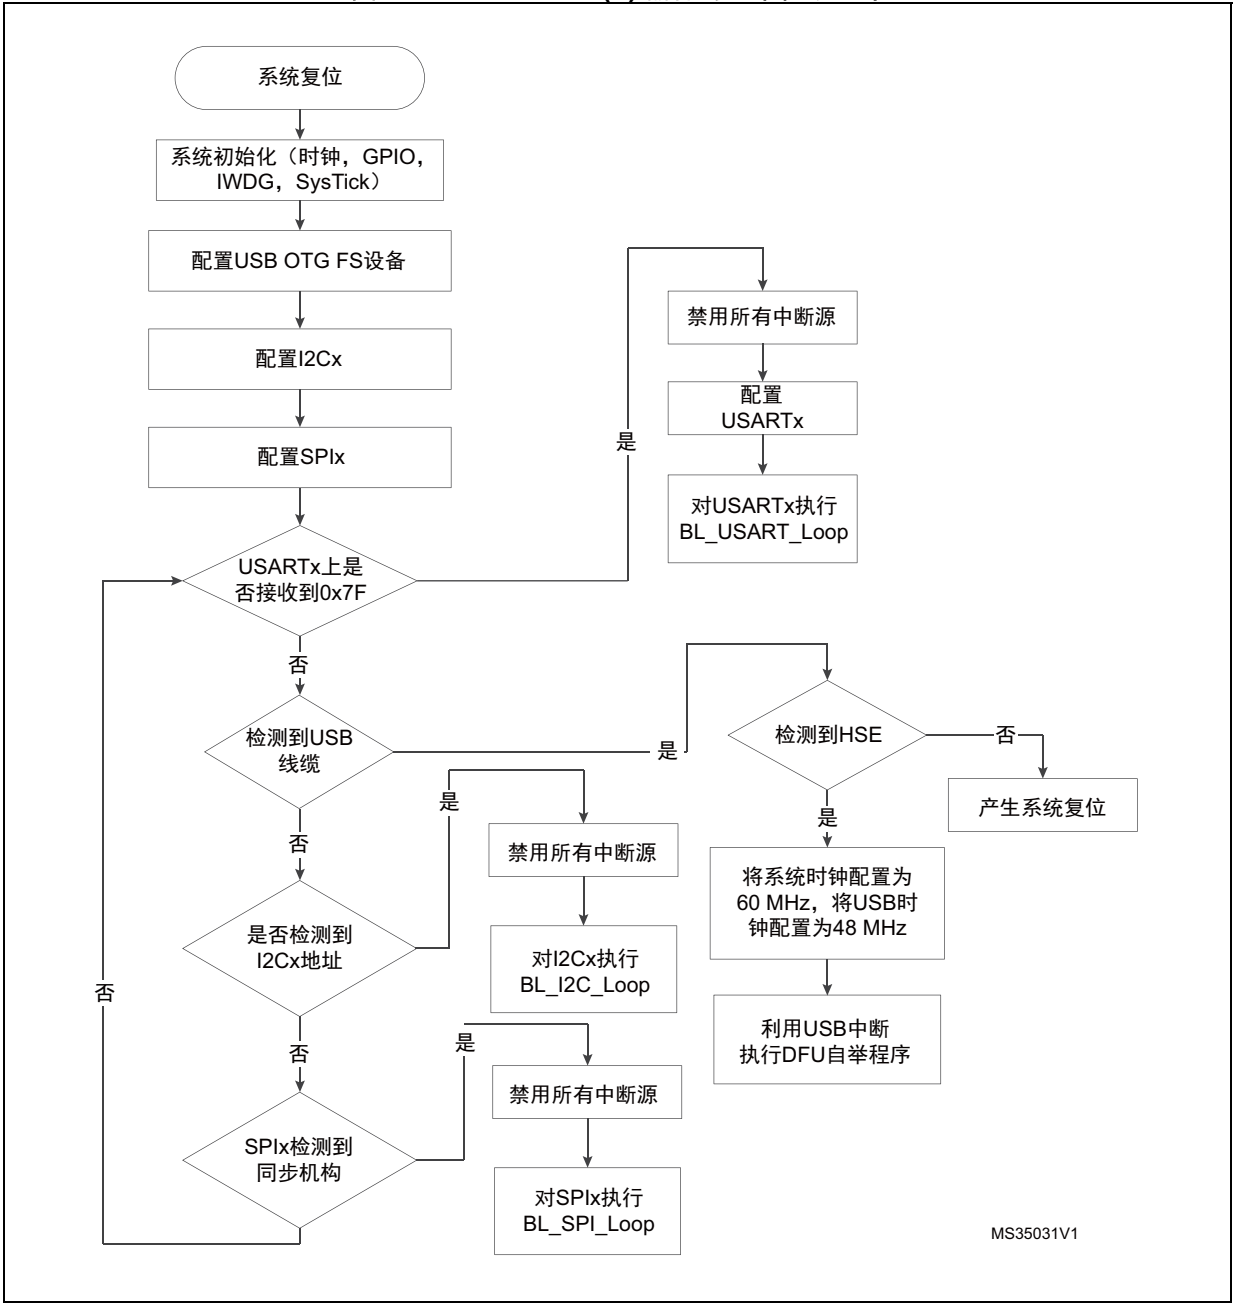 系统复位
系统初始化（时钟，GPIO，
IWDG，SysTick）
配置USB OTG FS设备
配置I2Cx
配置SPIx
USARTx上是
否接收到0x7F
是
禁用所有中断源
配置
USARTx
对USARTx执行
BL_USART_Loop
否
检测到USB
线缆
是
检测到HSE
否
产生系统复位
是
将系统时钟配置为
60 MHz，将USB时
钟配置为48 MHz
利用USB中断
执行DFU自举程序
否
是否检测到
I2Cx地址
是
禁用所有中断源
对I2Cx执行
BL_I2C_Loop
否
SPIx检测到
同步机构
是
禁用所有中断源
对SPIx执行
BL_SPI_Loop
否
MS35031V1